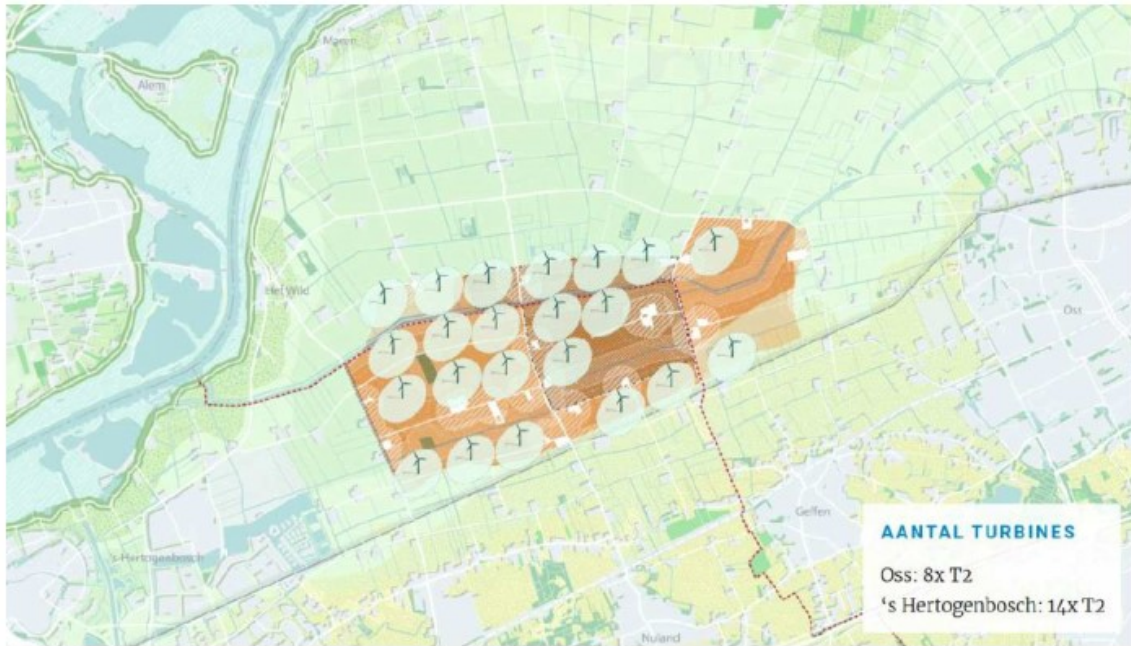 Maren
Alem
Het Wild
Oss
's Hertogenbosch
Geffen
Nuland
AANTAL TURBINES
Oss: 8x T2
‘s Hertogenbosch: 14x T2